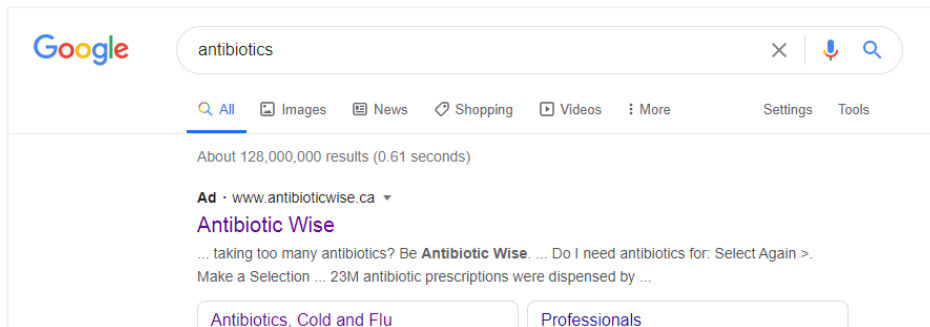 Google
antibiotics
All Images News Shopping Videos More Settings Tools
About 128,000,000 results (0.61 seconds)
Ad · www.antibioticwise.ca
Antibiotic Wise
... taking too many antibiotics? Be Antibiotic Wise. ... Do I need antibiotics for: Select Again >.
Make a Selection ... 23M antibiotic prescriptions were dispensed by ...
Antibiotics, Cold and Flu Professionals